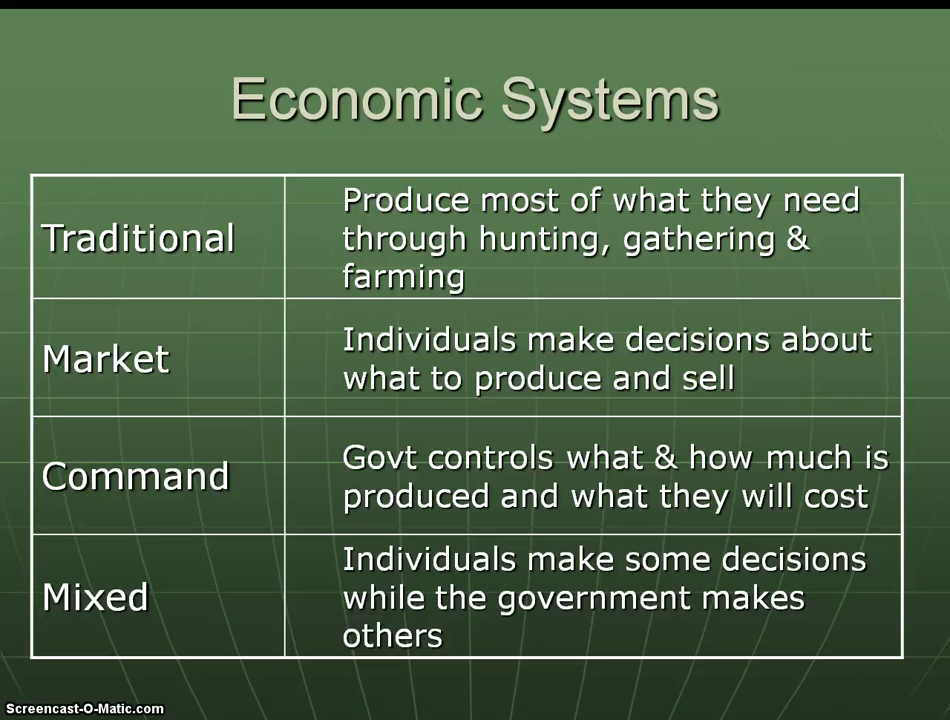 Economic Systems
Traditional
Produce most of what they need
through hunting, gathering &
farming
Market
Individuals make decisions about
what to produce and sell
Command
Govt controls what & how much is
produced and what they will cost
Mixed
Individuals make some decisions
while the government makes
others
Screencast-O-Matic.com